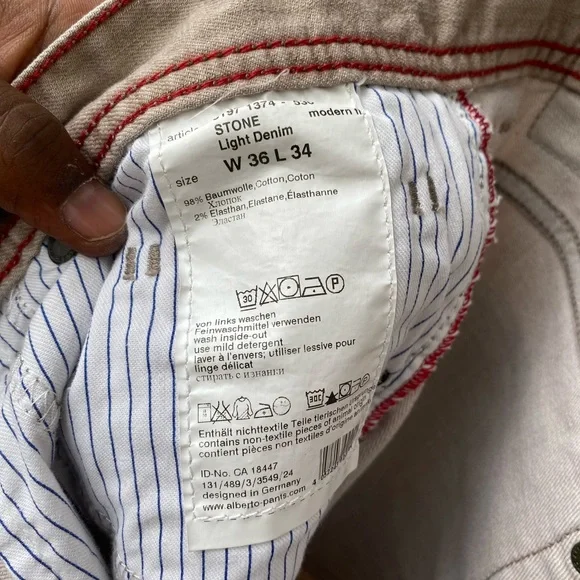 1374
STONE
modern fi
Light Denim
size W 36 L 34
98% Baumwolle,Cotton,Coton
Хлопок
2% Elasthan,Elastane,Élasthanne
Эластан
30 P
von links waschen
Feinwaschmittel verwenden
wash inside-out
use mild detergent
laver à l'envers; utiliser lessive pour
linge délicat
стирать с изнанки
Enthält nichttextile Teile tierischen
contains non-textile pieces of animal
contient pièces non textiles d'origine
ID-No. CA 18447
131/489/3/3549/24
designed in Germany
www.alberto-pants.com